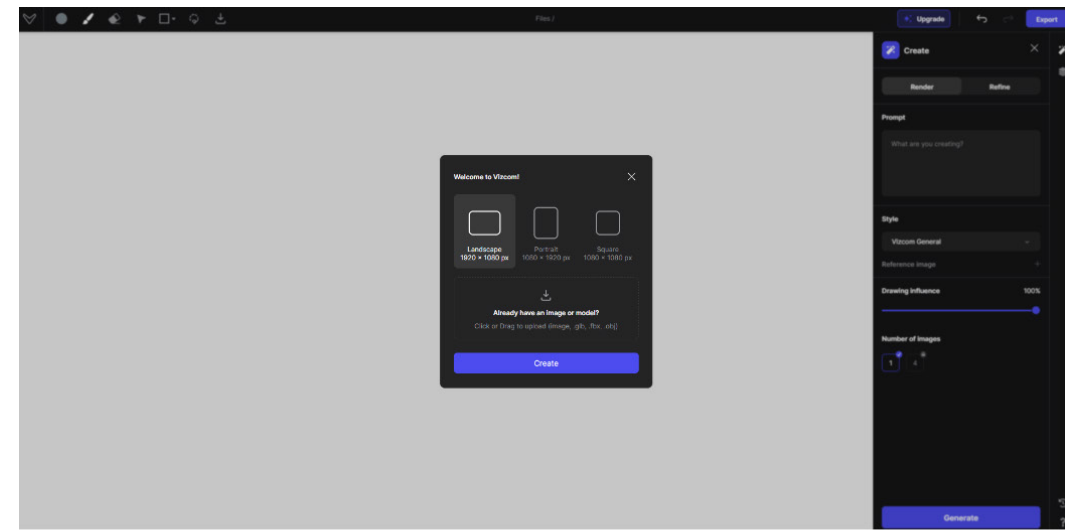 Files /
Upgrade
Export
Create
Render Refine
Prompt
What are you creating?
Style
Vizcom General
Reference image
Drawing influence 100%
Number of images
1 4
Generate
Welcome to Vizcom!
Landscape
1920 × 1080 px
Portrait
1080 × 1920 px
Square
1080 × 1080 px
Already have an image or model?
Click or Drag to upload (image, .glb, .fbx, .obj)
Create